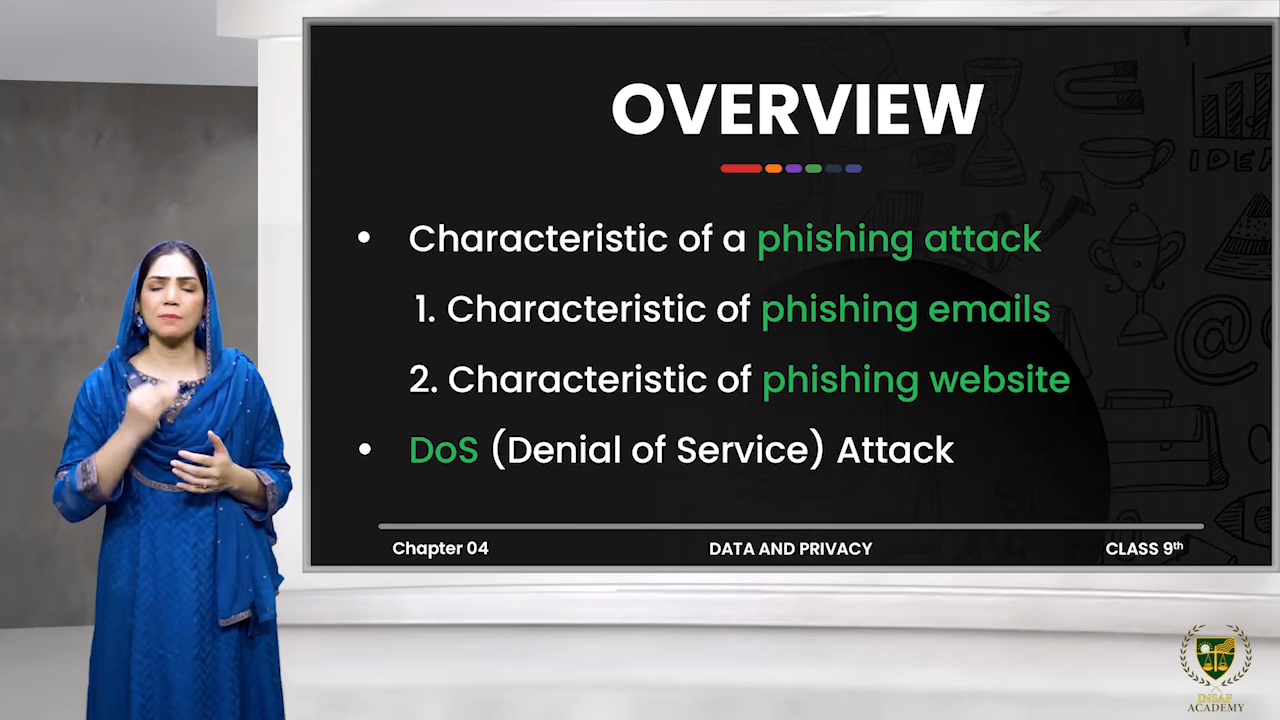 OVERVIEW
• Characteristic of a phishing attack
1. Characteristic of phishing emails
2. Characteristic of phishing website
• DoS (Denial of Service) Attack
Chapter 04
DATA AND PRIVACY
CLASS 9th
IDEA
INSAF
ACADEMY